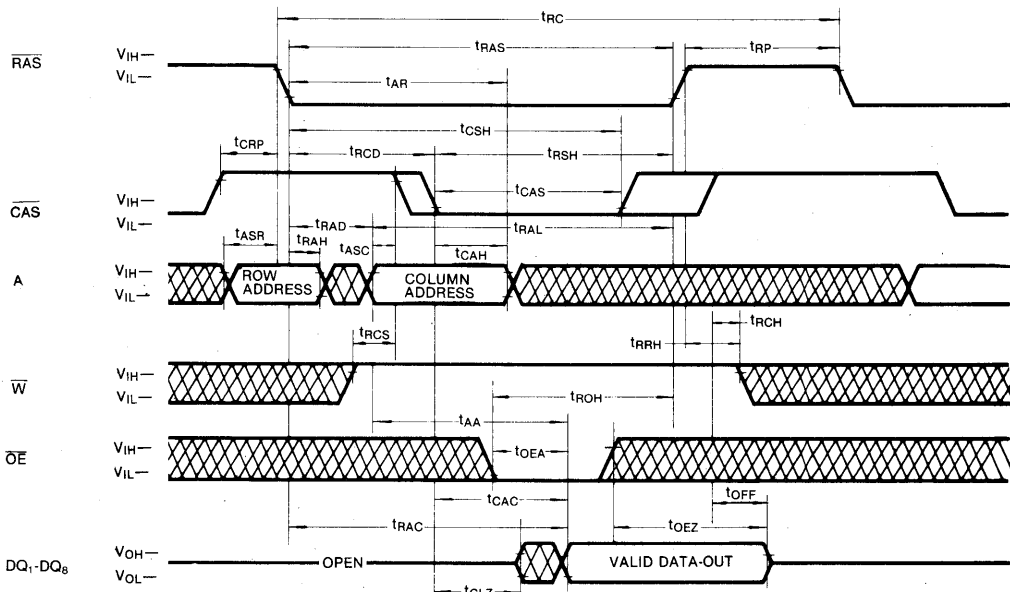 tRC
tRAS
tRP
RAS
VIH
VIL
tAR
tCSH
tCRP
tRCD
tRSH
CAS
VIH
VIL
tCAS
tRAD
tRAL
tASR
tRAH
tASC
tCAH
A
VIH
VIL
ROW
ADDRESS
COLUMN
ADDRESS
tRCS
tRCH
tRRH
W
VIH
VIL
tROH
tAA
OE
VIH
VIL
tOEA
tCAC
tOFF
tRAC
tOEZ
DQ1-DQ8
VOH
VOL
OPEN
VALID DATA-OUT
tCLZ